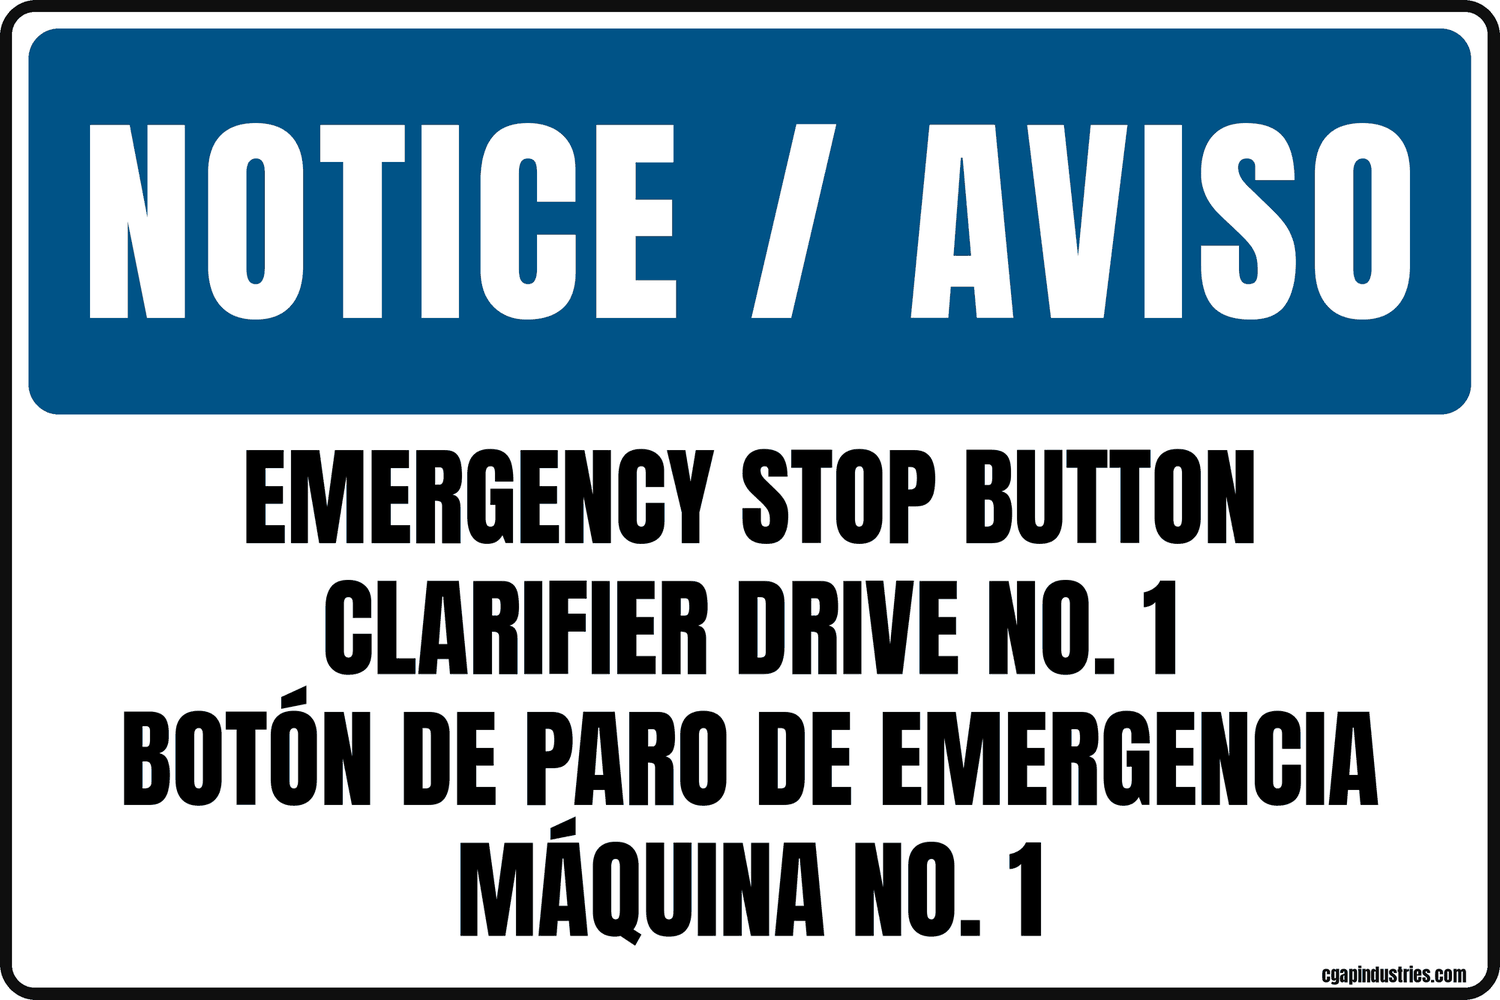 NOTICE / AVISO
EMERGENCY STOP BUTTON
CLARIFIER DRIVE NO. 1
BOTÓN DE PARO DE EMERGENCIA
MÁQUINA NO. 1
cgapindustries.com